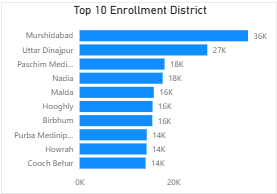 Top 10 Enrollment District
Murshidabad 36K
Uttar Dinajpur 27K
Paschim Medi... 18K
Nadia 18K
Malda 16K
Hooghly 16K
Birbhum 16K
Purba Medinip... 14K
Howrah 14K
Cooch Behar 14K
0K 20K